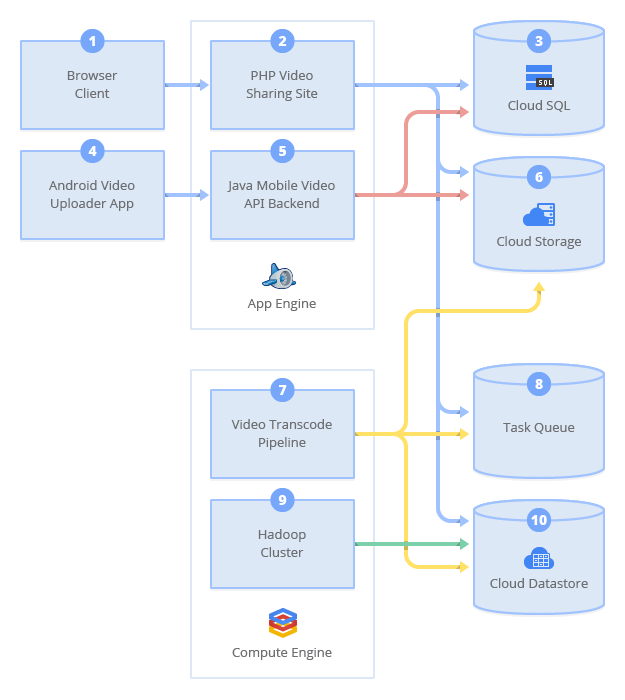 1
Browser
Client
2
PHP Video
Sharing Site
3
SQL
Cloud SQL
4
Android Video
Uploader App
5
Java Mobile Video
API Backend
6
Cloud Storage
App Engine
7
Video Transcode
Pipeline
8
Task Queue
9
Hadoop
Cluster
10
Cloud Datastore
Compute Engine